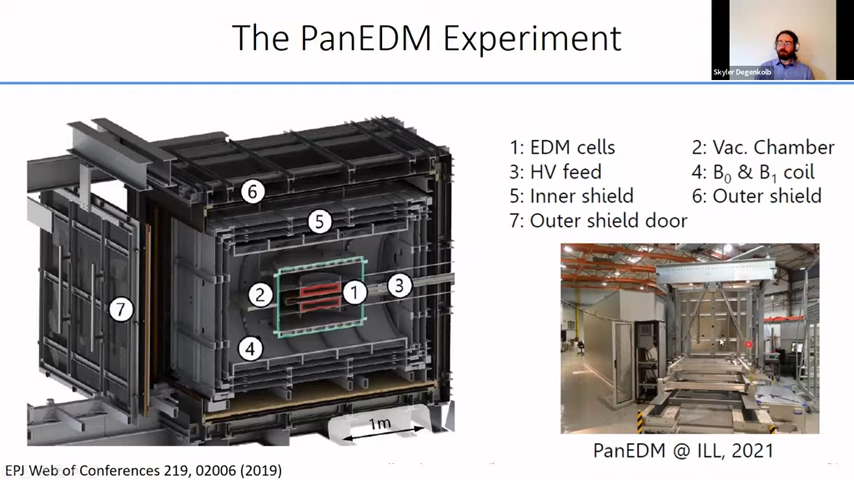 The PanEDM Experiment
Skyler Degenkolb
1: EDM cells
2: Vac. Chamber
3: HV feed
4: B₀ & B₁ coil
5: Inner shield
6: Outer shield
7: Outer shield door
6
5
2
1
3
7
4
1m
PanEDM @ ILL, 2021
EPJ Web of Conferences 219, 02006 (2019)